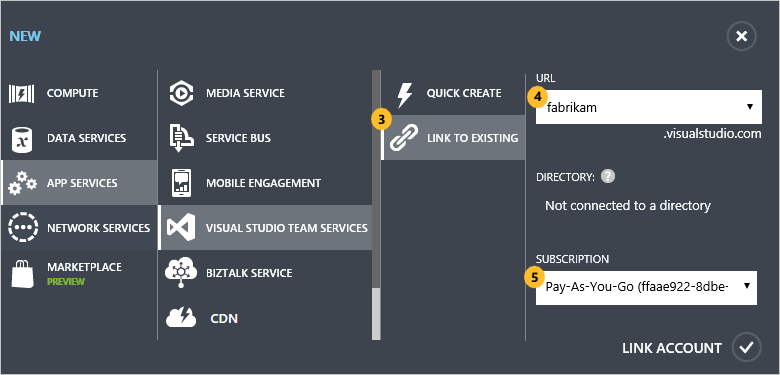 NEW
COMPUTE
DATA SERVICES
APP SERVICES
NETWORK SERVICES
MARKETPLACE
PREVIEW
MEDIA SERVICE
SERVICE BUS
MOBILE ENGAGEMENT
VISUAL STUDIO TEAM SERVICES
BIZTALK SERVICE
CDN
QUICK CREATE
3
LINK TO EXISTING
URL
4
fabrikam
.visualstudio.com
DIRECTORY: ?
Not connected to a directory
SUBSCRIPTION
5
Pay-As-You-Go (ffaae922-8dbe-
LINK ACCOUNT